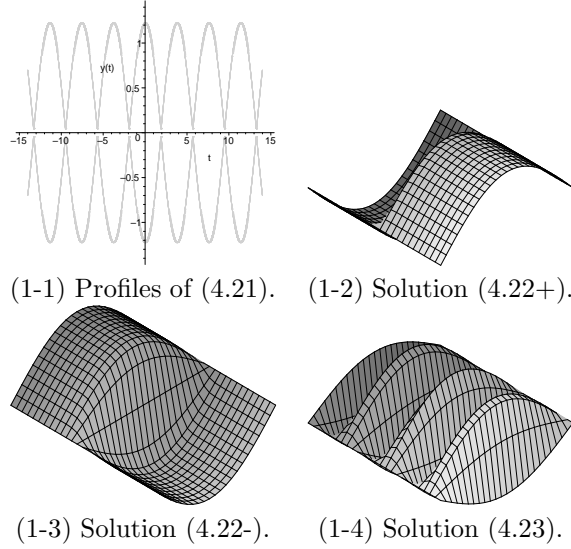 1
y(t)
0.5
−15 −10 −5 0 5 10 15
0
t
−0.5
−1
(1-1) Profiles of (4.21). (1-2) Solution (4.22+).
(1-3) Solution (4.22-). (1-4) Solution (4.23).